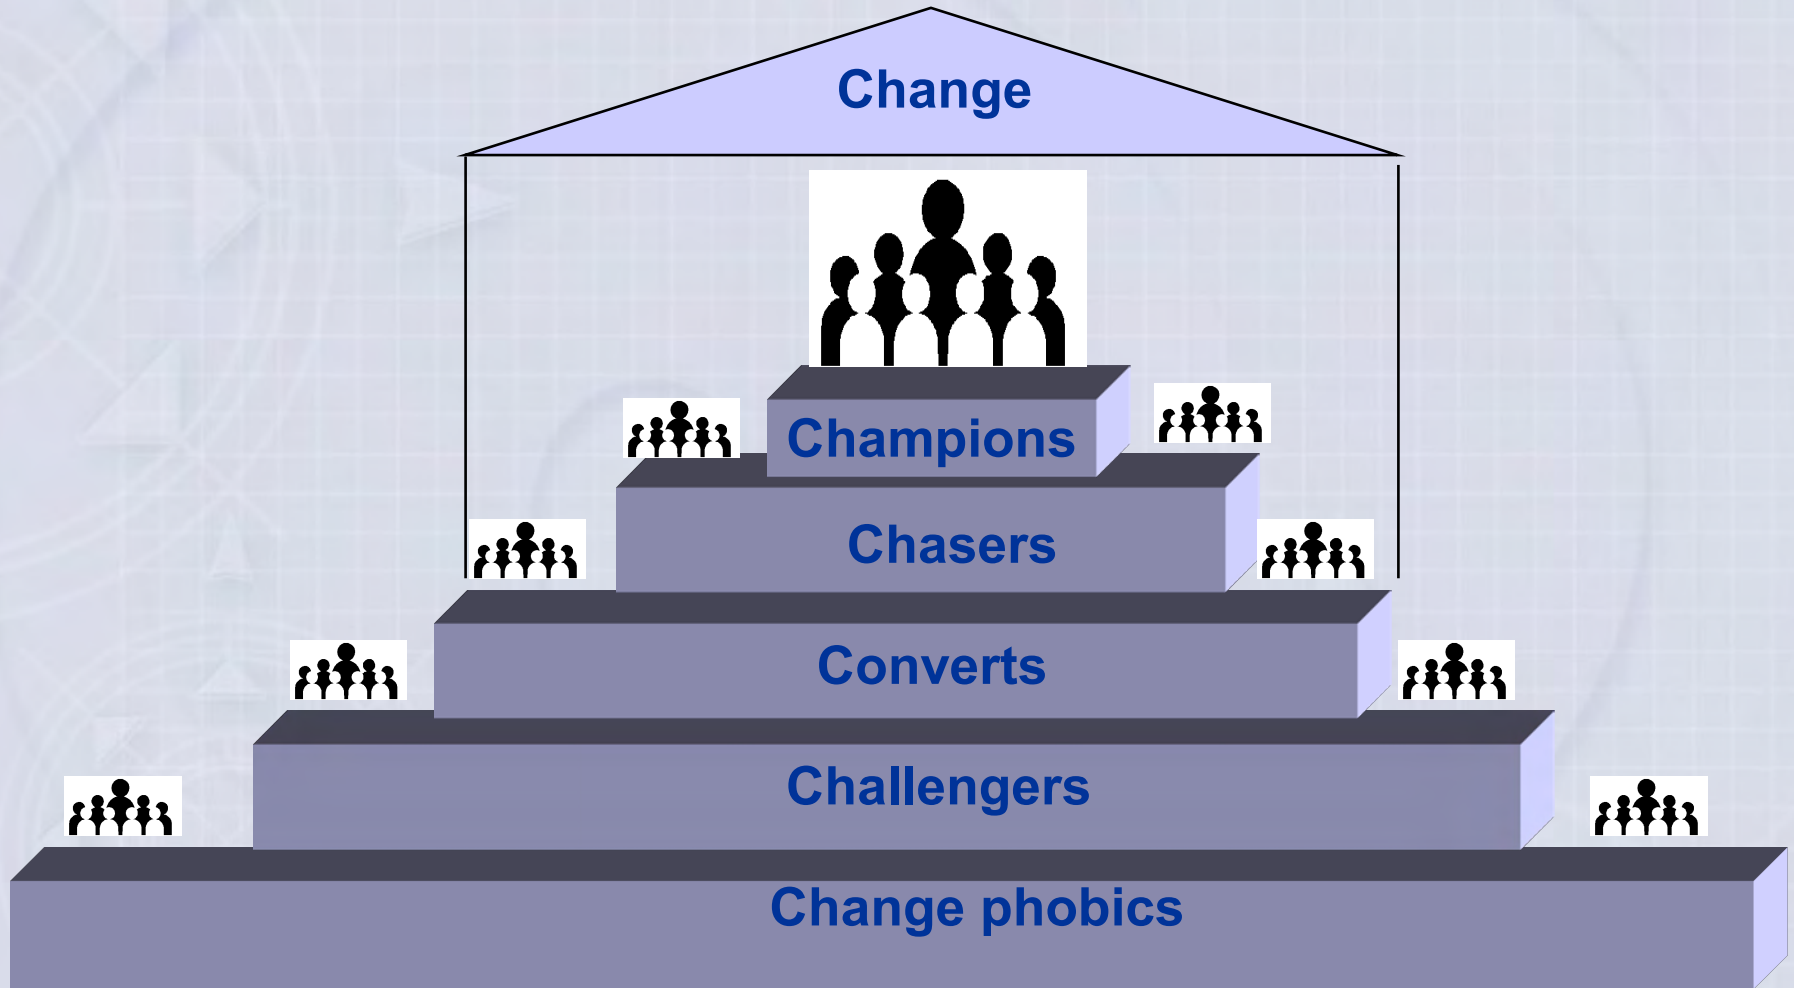 Change
Champions
Chasers
Converts
Challengers
Change phobics